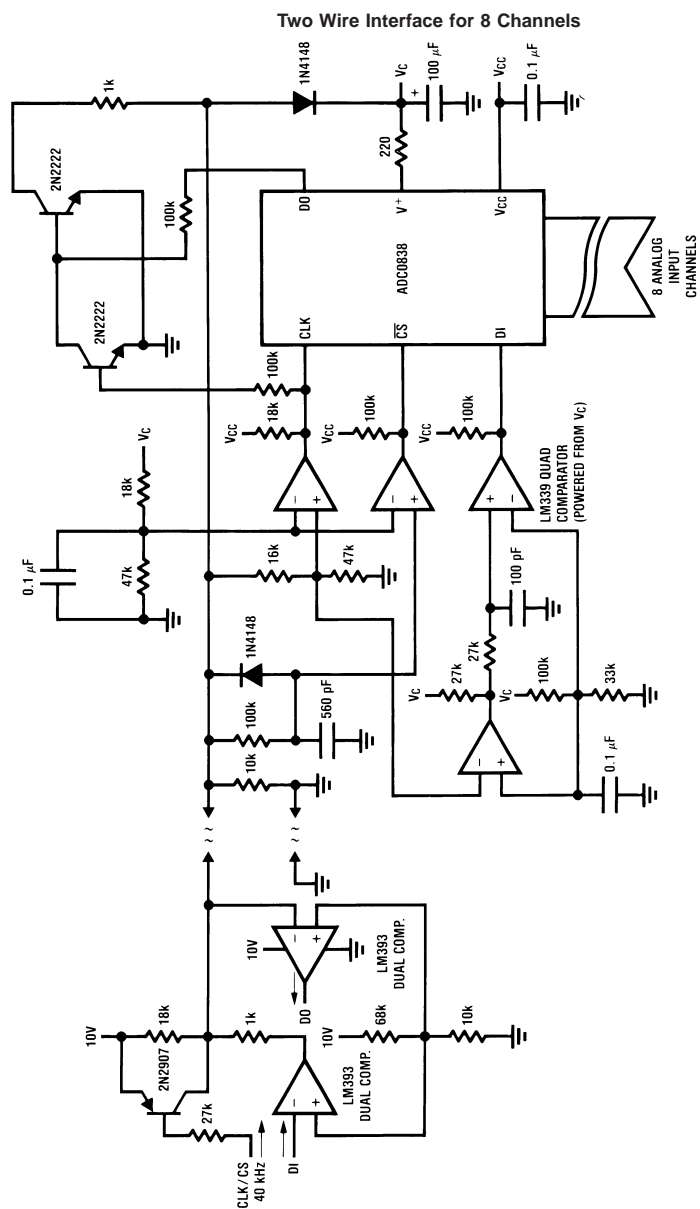 Two Wire Interface for 8 Channels
1k
1N4148
VC
100 µF
+
VCC
0.1 µF
2N2222
220
100k
DO
V+
VCC
ADC0838
2N2222
CLK
CS
DI
8 ANALOG
INPUT
CHANNELS
100k
VC
18k
VCC
18k
VCC
100k
VCC
100k
0.1 µF
47k
−
+
−
+
+
−
LM339 QUAD
COMPARATOR
(POWERED FROM VC)
16k
47k
1N4148
100k
560 pF
10k
27k
VC
27k
100 pF
VC
100k
33k
−
+
0.1 µF
~ ~
~ ~
10V
18k
2N2907
27k
CLK/CS
40 kHz
DI
1k
10V
−
+
DO
LM393
DUAL COMP.
−
+
LM393
DUAL COMP.
10V
68k
10k